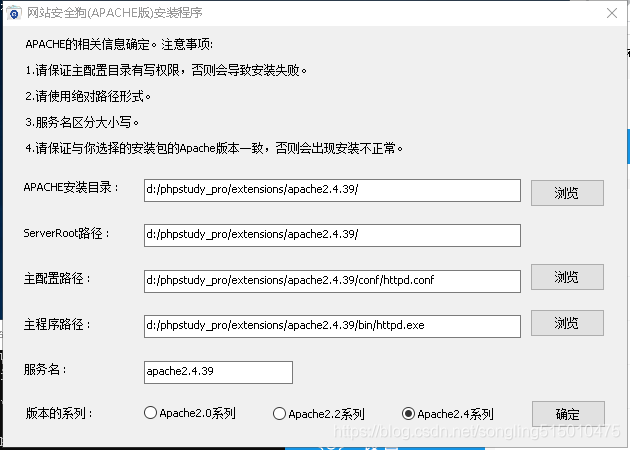 网站安全狗(APACHE版)安装程序
APACHE的相关信息确定。注意事项:
1.请保证主配置目录有写权限，否则会导致安装失败。
2.请使用绝对路径形式。
3.服务名区分大小写。
4.请保证与你选择的安装包的Apache版本一致，否则会出现安装不正常。
APACHE安装目录： d:/phpstudy_pro/extensions/apache2.4.39/ 浏览
ServerRoot路径： d:/phpstudy_pro/extensions/apache2.4.39/
主配置路径： d:/phpstudy_pro/extensions/apache2.4.39/conf/httpd.conf 浏览
主程序路径： d:/phpstudy_pro/extensions/apache2.4.39/bin/httpd.exe 浏览
服务名： apache2.4.39
版本的系列： Apache2.0系列 Apache2.2系列 Apache2.4系列 确定
https://blog.csdn.net/songling515010475